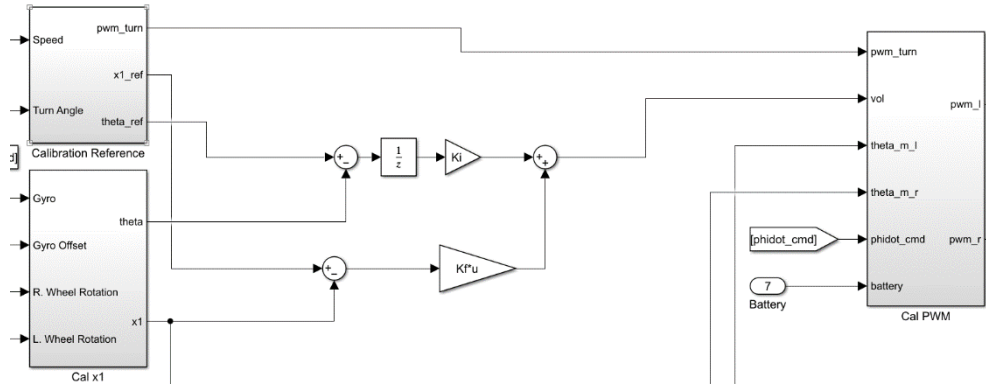 pwm_turn
Speed
x1_ref
Turn Angle
theta_ref
Calibration Reference
Gyro
theta
Gyro Offset
R. Wheel Rotation
x1
L. Wheel Rotation
Cal x1
+
−
1
z
Ki
+
+
+
−
Kf*u
pwm_turn
vol
pwm_l
theta_m_l
theta_m_r
[phidot_cmd]
phidot_cmd
pwm_r
7
battery
Battery
Cal PWM